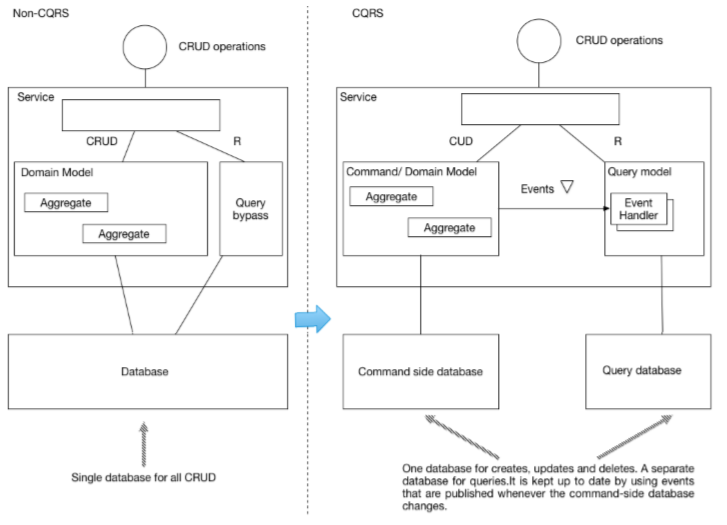 Non-CQRS
CRUD operations
Service
CRUD
R
Domain Model
Aggregate
Aggregate
Query
bypass
Database
Single database for all CRUD
CQRS
CRUD operations
Service
CUD
R
Command/ Domain Model
Aggregate
Aggregate
Events
Query model
Event
Handler
Command side database
Query database
One database for creates, updates and deletes. A separate
database for queries.It is kept up to date by using events
that are published whenever the command-side database
changes.